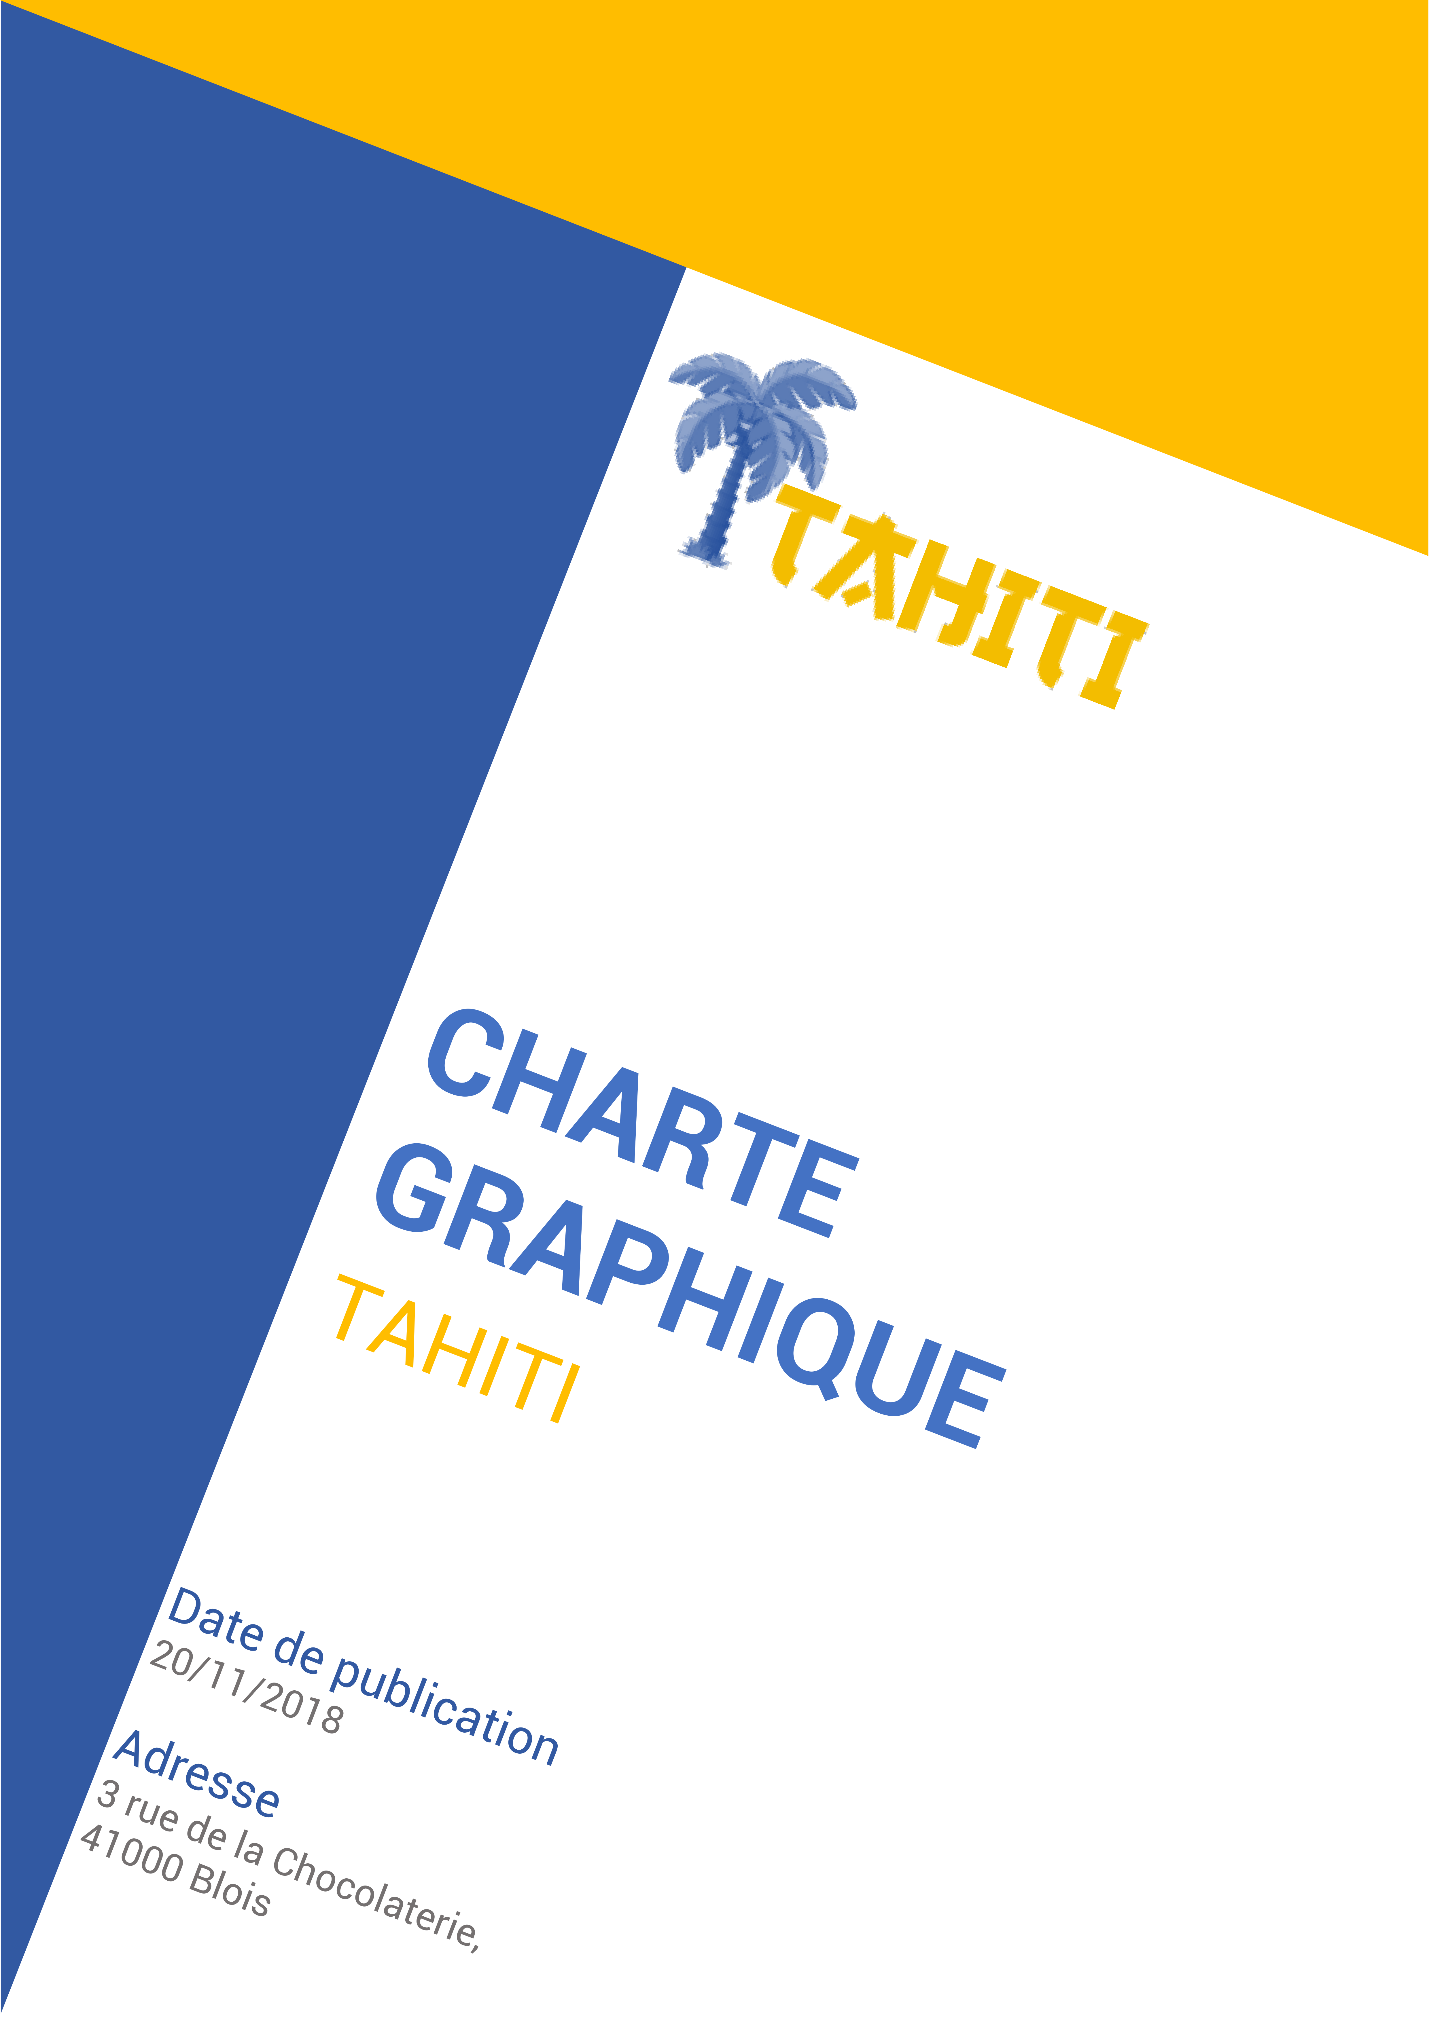 TAHITI
CHARTE
GRAPHIQUE
TAHITI
Date de publication
20/11/2018
Adresse
3 rue de la Chocolaterie,
41000 Blois